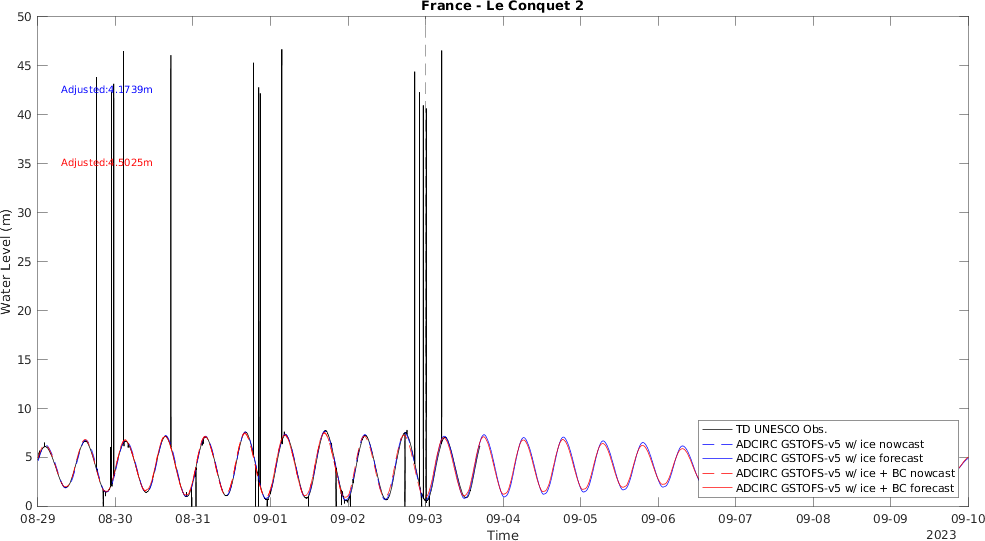 France - Le Conquet 2
50
45
40
35
30
25
20
15
10
5
0
Water Level (m)
Adjusted:4.1739m
Adjusted:4.5025m
TD UNESCO Obs.
ADCIRC GSTOFS-v5 w/ ice nowcast
ADCIRC GSTOFS-v5 w/ ice forecast
ADCIRC GSTOFS-v5 w/ ice + BC nowcast
ADCIRC GSTOFS-v5 w/ ice + BC forecast
08-29 08-30 08-31 09-01 09-02 09-03 09-04 09-05 09-06 09-07 09-08 09-09 09-10
Time
2023